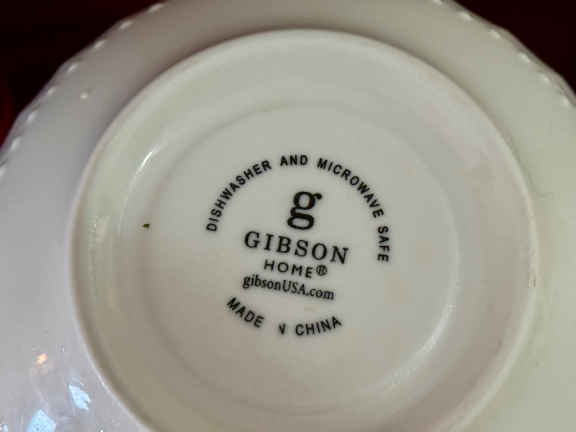 DISHWASHER AND MICROWAVE SAFE
g
GIBSON
HOME®
gibsonUSA.com
MADE N CHINA